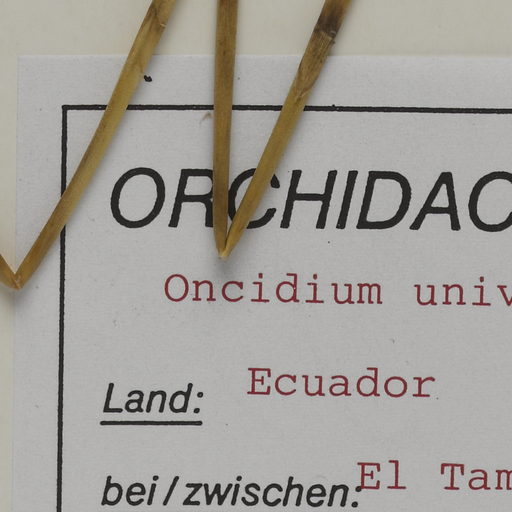 ORCHIDAC
Oncidium univ
Land: Ecuador
bei/zwischen: El Tam